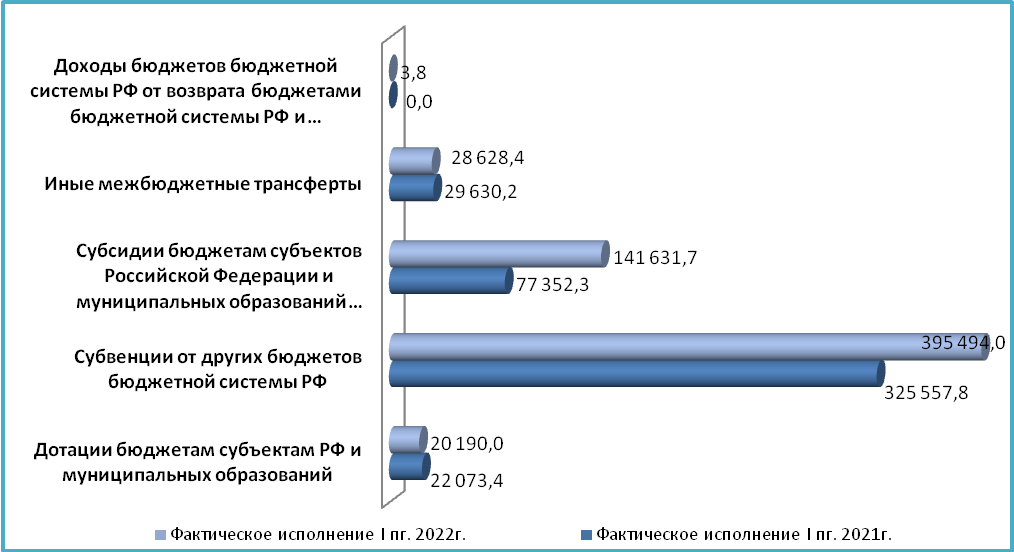 Доходы бюджетов бюджетной
системы РФ от возврата бюджетами
бюджетной системы РФ и...
3,8
0,0
Иные межбюджетные трансферты
28 628,4
29 630,2
Субсидии бюджетам субъектов
Российской Федерации и
муниципальных образований...
141 631,7
77 352,3
Субвенции от других бюджетов
бюджетной системы РФ
395 494,0
325 557,8
Дотации бюджетам субъектам РФ и
муниципальных образований
20 190,0
22 073,4
Фактическое исполнение I пг. 2022г.
Фактическое исполнение I пг. 2021г.